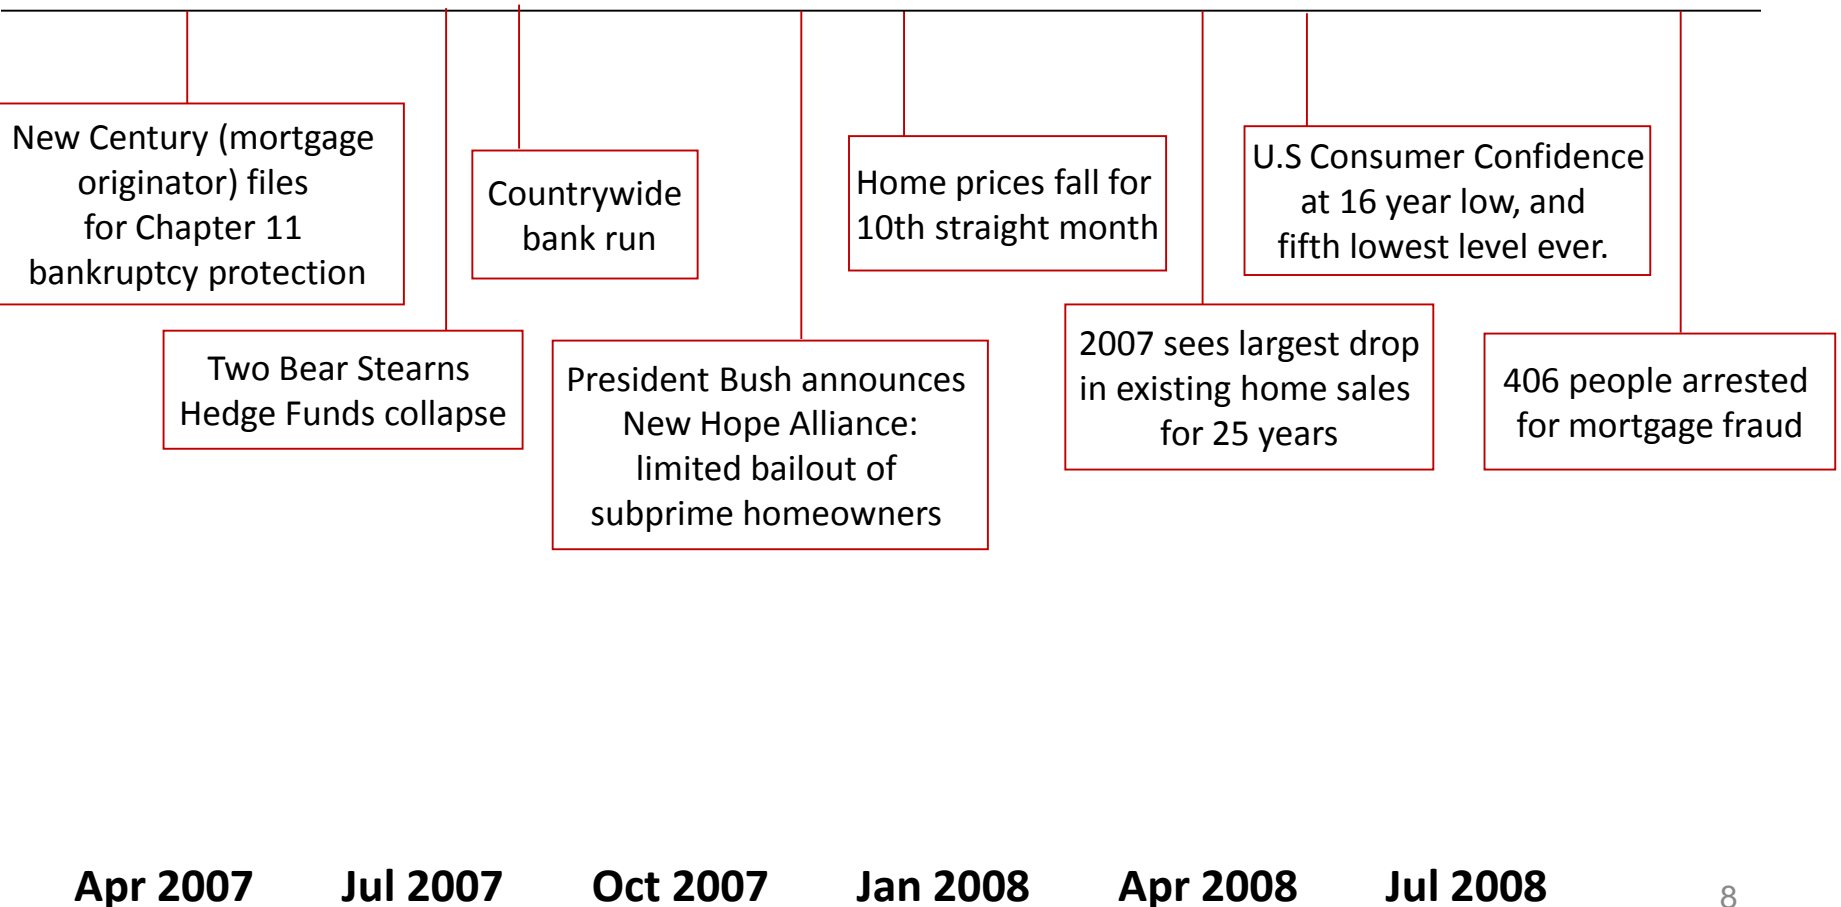 New Century (mortgage
originator) files
for Chapter 11
bankruptcy protection
Two Bear Stearns
Hedge Funds collapse
Countrywide
bank run
President Bush announces
New Hope Alliance:
limited bailout of
subprime homeowners
Home prices fall for
10th straight month
2007 sees largest drop
in existing home sales
for 25 years
U.S Consumer Confidence
at 16 year low, and
fifth lowest level ever.
406 people arrested
for mortgage fraud
Apr 2007 Jul 2007 Oct 2007 Jan 2008 Apr 2008 Jul 2008
8